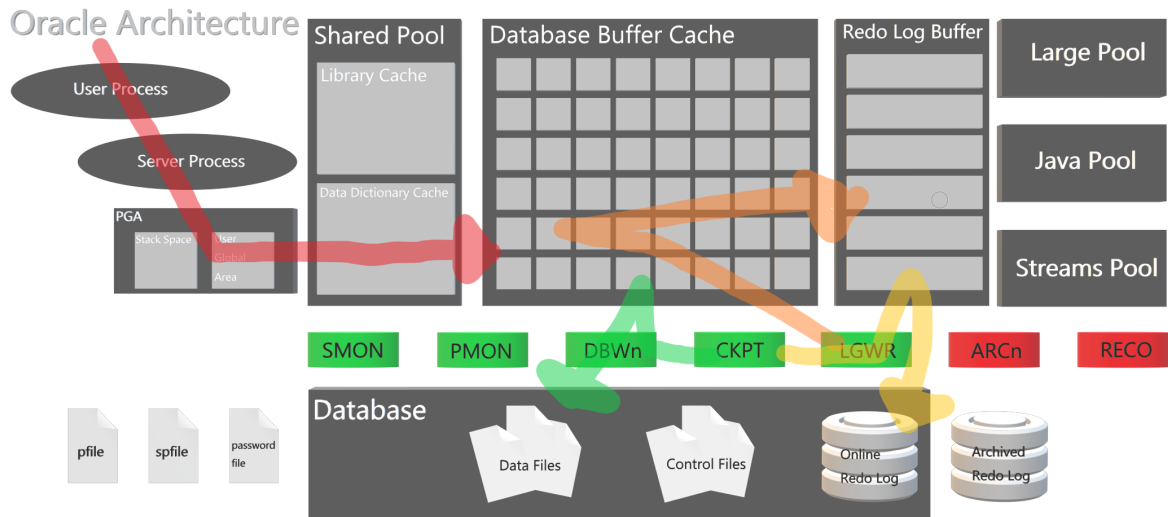 Oracle Architecture
User Process
Server Process
PGA
Stack Space
User
Global
Area
Shared Pool
Library Cache
Data Dictionary Cache
Database Buffer Cache
Redo Log Buffer
Large Pool
Java Pool
Streams Pool
SMON
PMON
DBWn
CKPT
LGWR
ARCn
RECO
pfile
spfile
password
file
Database
Data Files
Control Files
Online
Redo Log
Archived
Redo Log